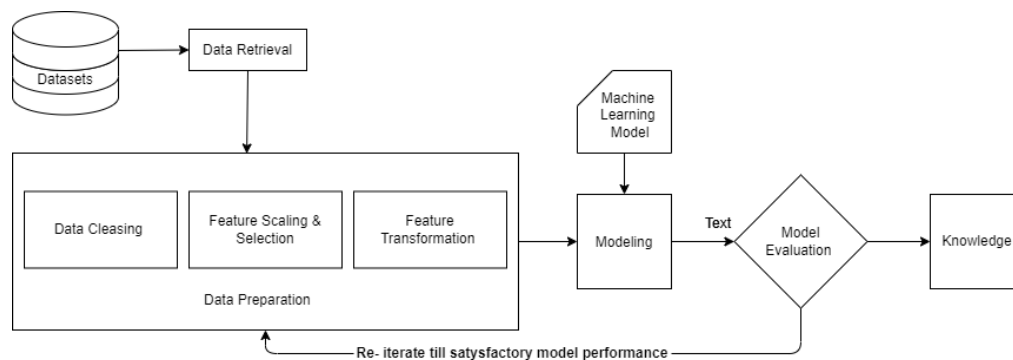 Datasets
Data Retrieval
Machine
Learning
Model
Data Cleasing
Feature Scaling &
Selection
Feature
Transformation
Data Preparation
Modeling
Text
Model
Evaluation
Knowledge
Re- iterate till satysfactory model performance